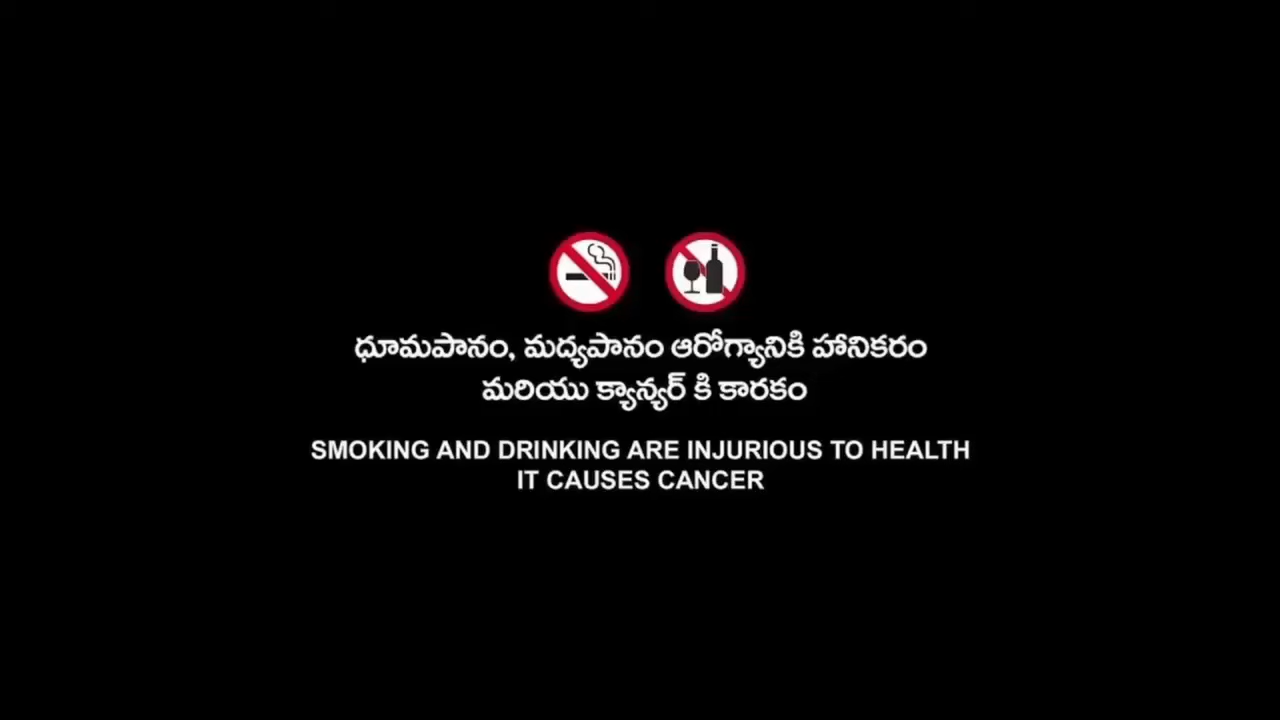 ధూమపానం, మద్యపానం ఆరోగ్యానికి హానికరం
మరియు క్యాన్సర్ కి కారకం
SMOKING AND DRINKING ARE INJURIOUS TO HEALTH
IT CAUSES CANCER